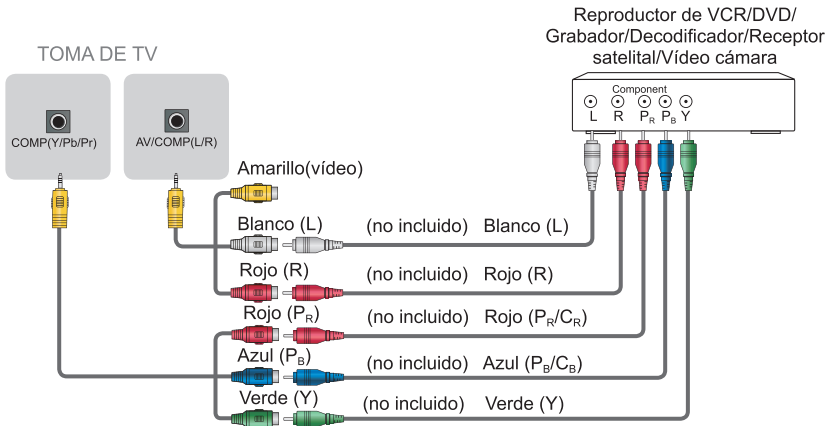 Reproductor de VCR/DVD/
Grabador/Decodificador/Receptor
satelital/Vídeo cámara
TOMA DE TV
COMP(Y/Pb/Pr)
AV/COMP(L/R)
Component
L R PR PB Y
Amarillo(vídeo)
Blanco (L) (no incluido) Blanco (L)
Rojo (R) (no incluido) Rojo (R)
Rojo (PR) (no incluido) Rojo (PR/CR)
Azul (PB) (no incluido) Azul (PB/CB)
Verde (Y) (no incluido) Verde (Y)